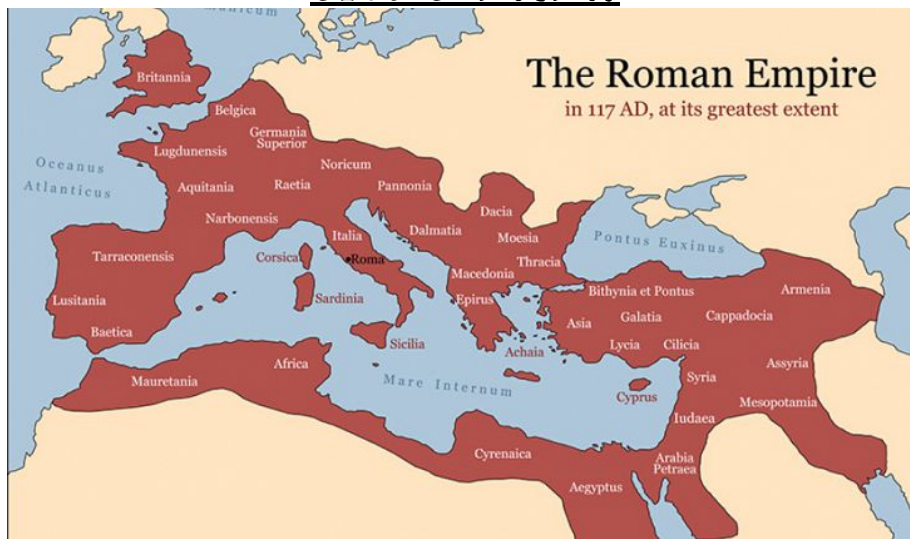 The Roman Empire
in 117 AD, at its greatest extent
Britannia
Belgica
Germania
Superior
Lugdunensis
Noricum
Oceanus
Atlanticus
Aquitania
Raetia
Pannonia
Narbonensis
Dacia
Italia
Dalmatia
Moesia
Pontus Euxinus
Tarraconensis
Corsica
Roma
Thracia
Macedonia
Lusitania
Sardinia
Epirus
Bithynia et Pontus
Armenia
Baetica
Asia
Galatia
Cappadocia
Sicilia
Achaia
Lycia
Cilicia
Mauretania
Africa
Mare Internum
Syria
Assyria
Cyprus
Mesopotamia
Iudaea
Cyrenaica
Arabia
Petraea
Aegyptus